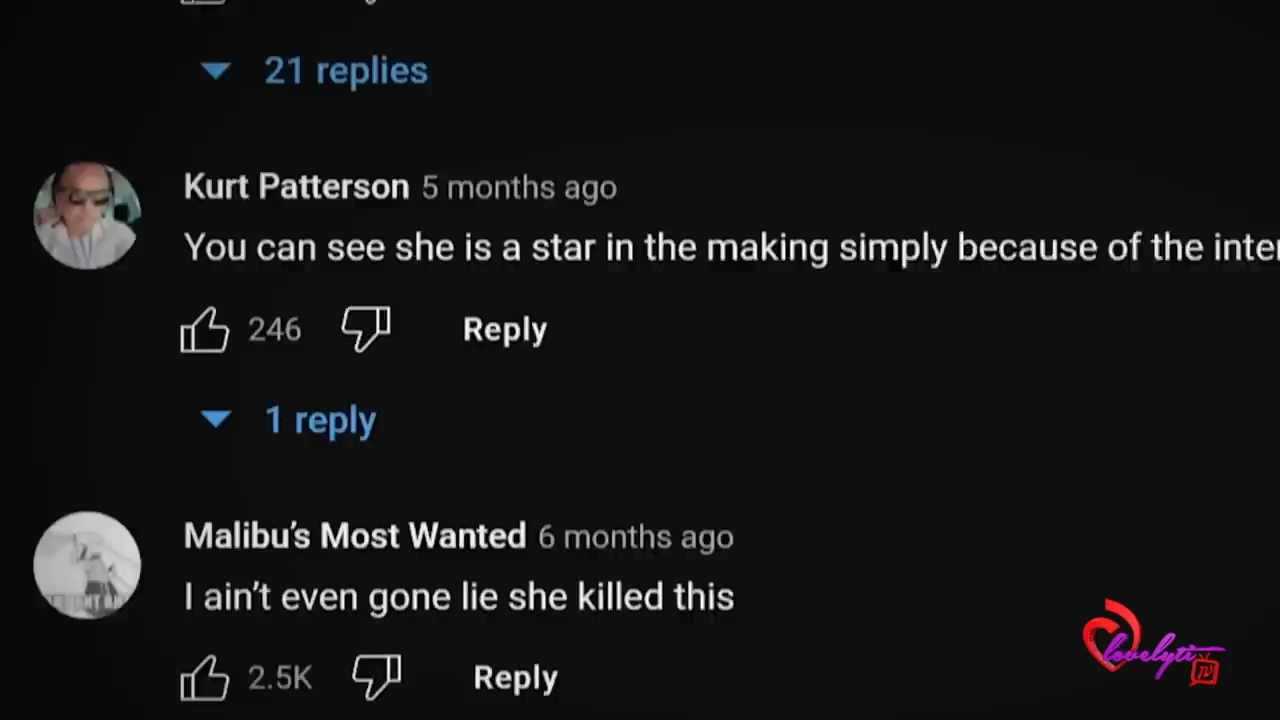 21 replies
Kurt Patterson 5 months ago
You can see she is a star in the making simply because of the inter
246 Reply
1 reply
Malibu's Most Wanted 6 months ago
I ain't even gone lie she killed this
2.5K Reply
lovelyti
TV